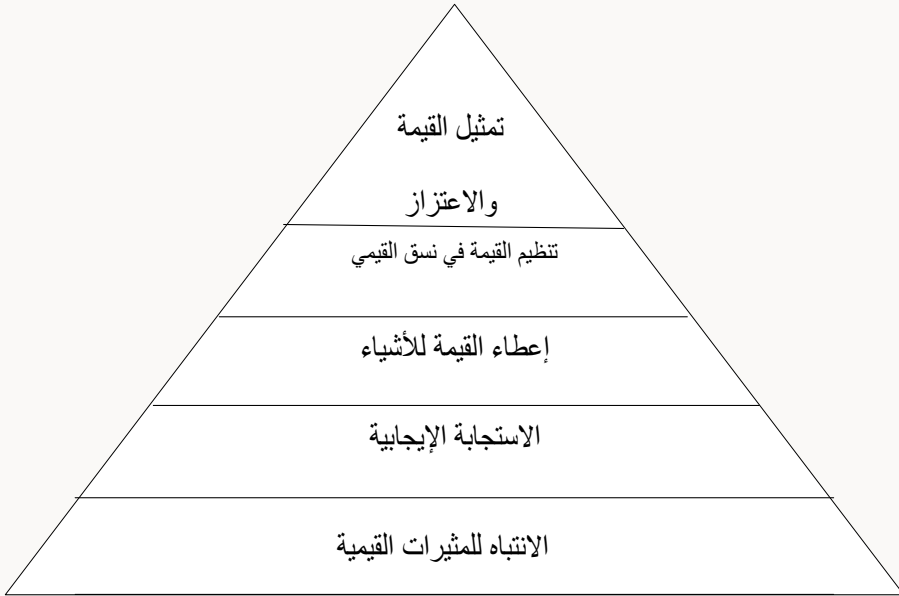 تمثيل القيمة
والاعتزاز
تنظيم القيمة في نسق القيمي
إعطاء القيمة للأشياء
الاستجابة الإيجابية
الانتباه للمثيرات القيمية